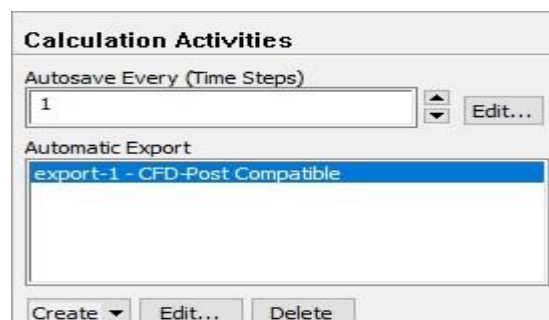 Calculation Activities
Autosave Every (Time Steps)
1
Edit...
Automatic Export
export-1 - CFD-Post Compatible
Create Edit... Delete